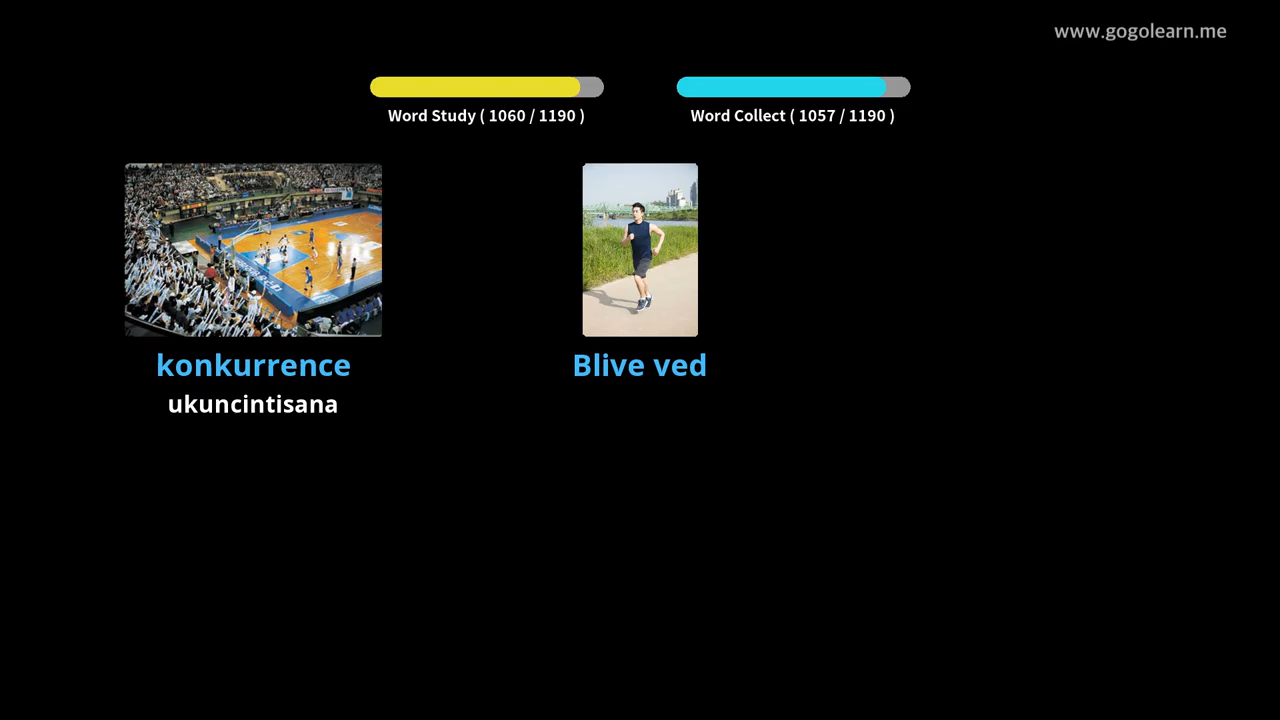 www.gogolearn.me
Word Study ( 1060 / 1190 )
Word Collect ( 1057 / 1190 )
konkurrence
ukuncintisana
Blive ved